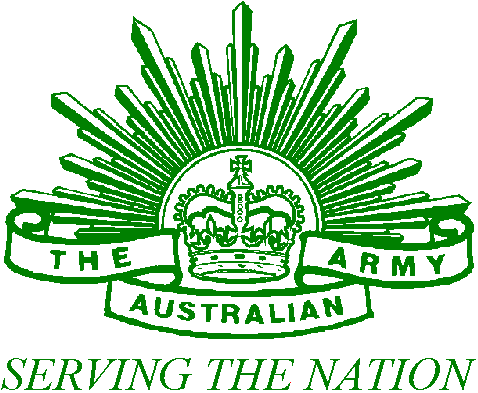 THE AUSTRALIAN ARMY
SERVING THE NATION